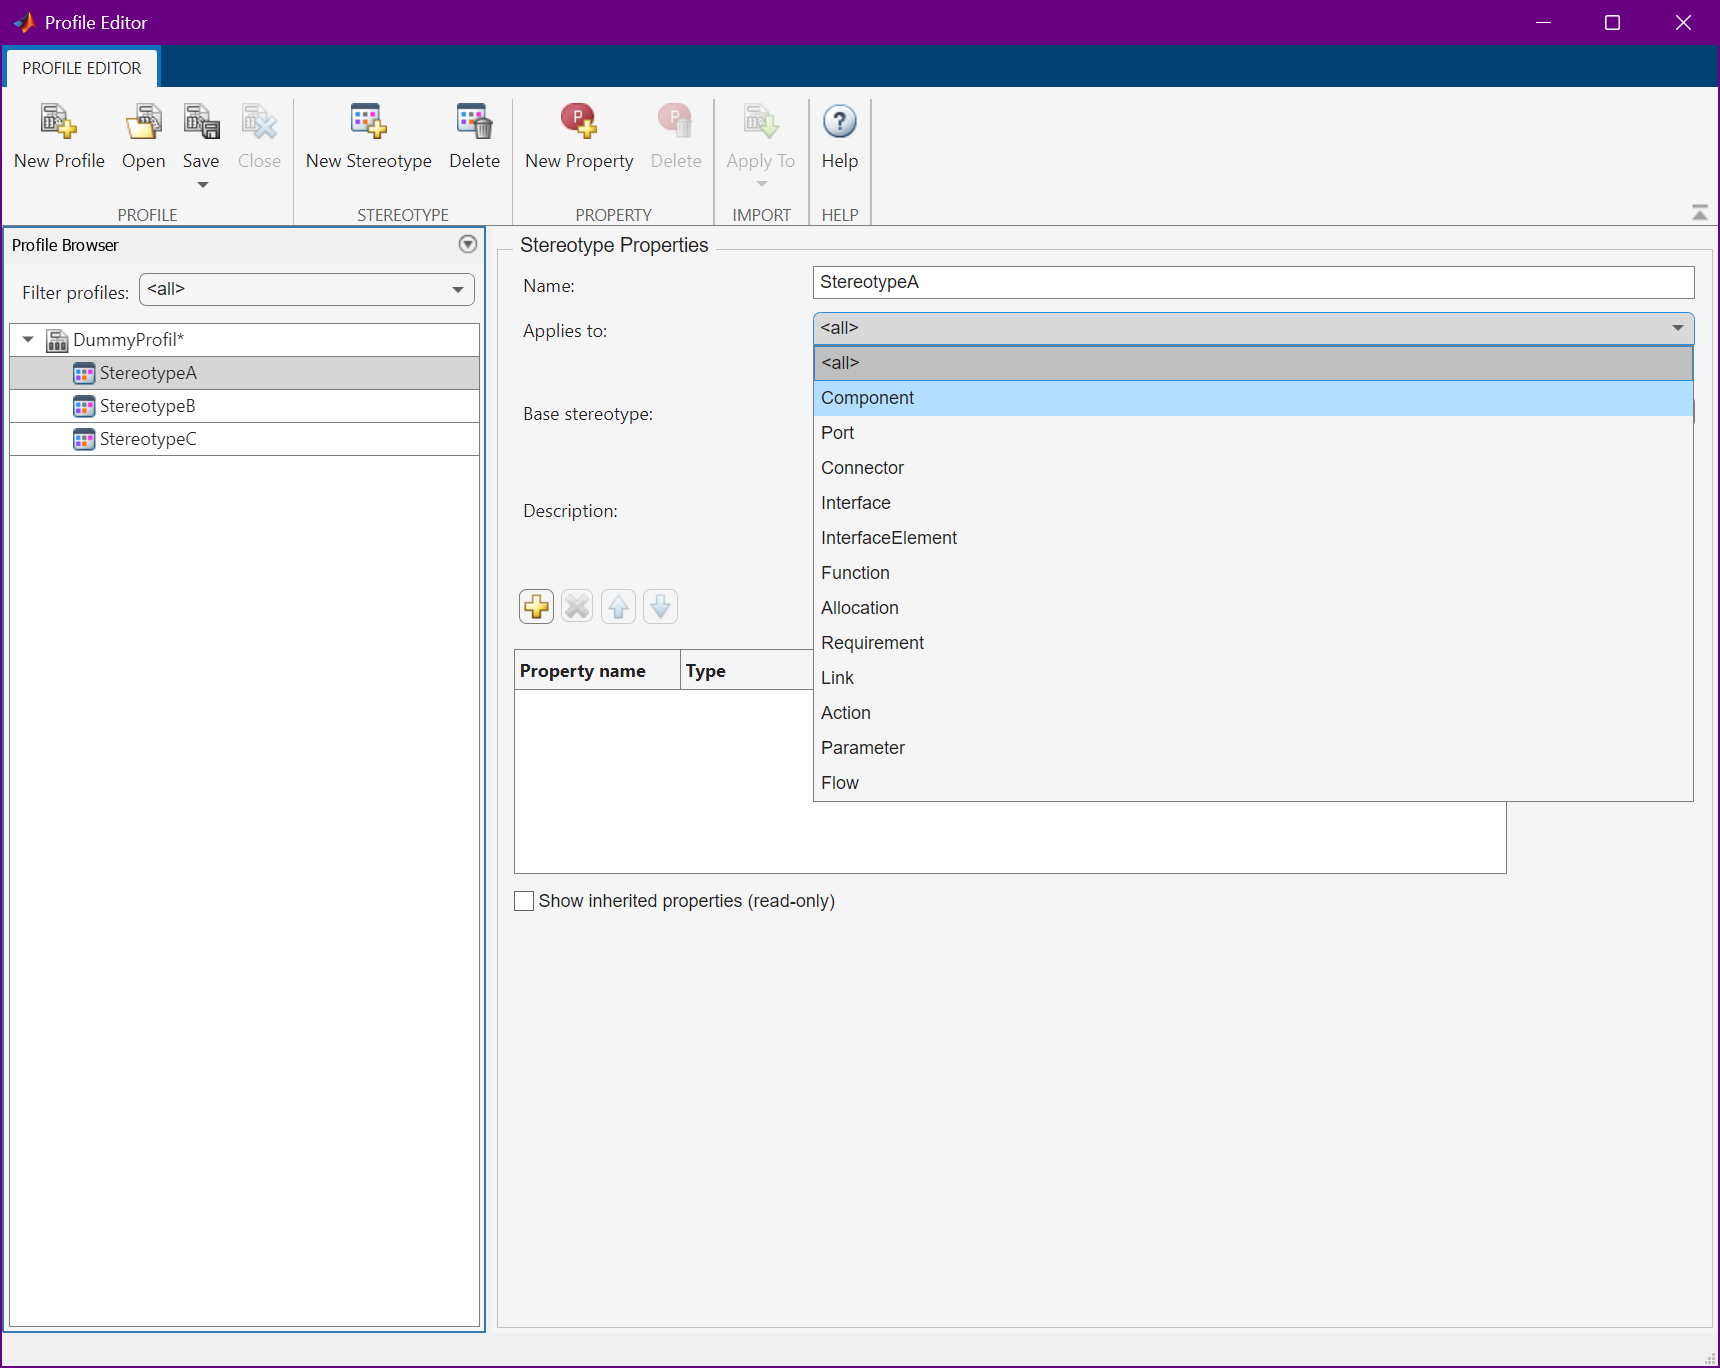 Profile Editor
PROFILE EDITOR
New Profile Open Save Close New Stereotype Delete New Property Delete Apply To Help
PROFILE STEREOTYPE PROPERTY IMPORT HELP
Profile Browser
Filter profiles: <all>
DummyProfil*
StereotypeA
StereotypeB
StereotypeC
Stereotype Properties
Name: StereotypeA
Applies to: <all>
<all>
Component
Base stereotype:
Port
Connector
Interface
Description:
InterfaceElement
Function
Allocation
Requirement
Property name Type
Link
Action
Parameter
Flow
Show inherited properties (read-only)